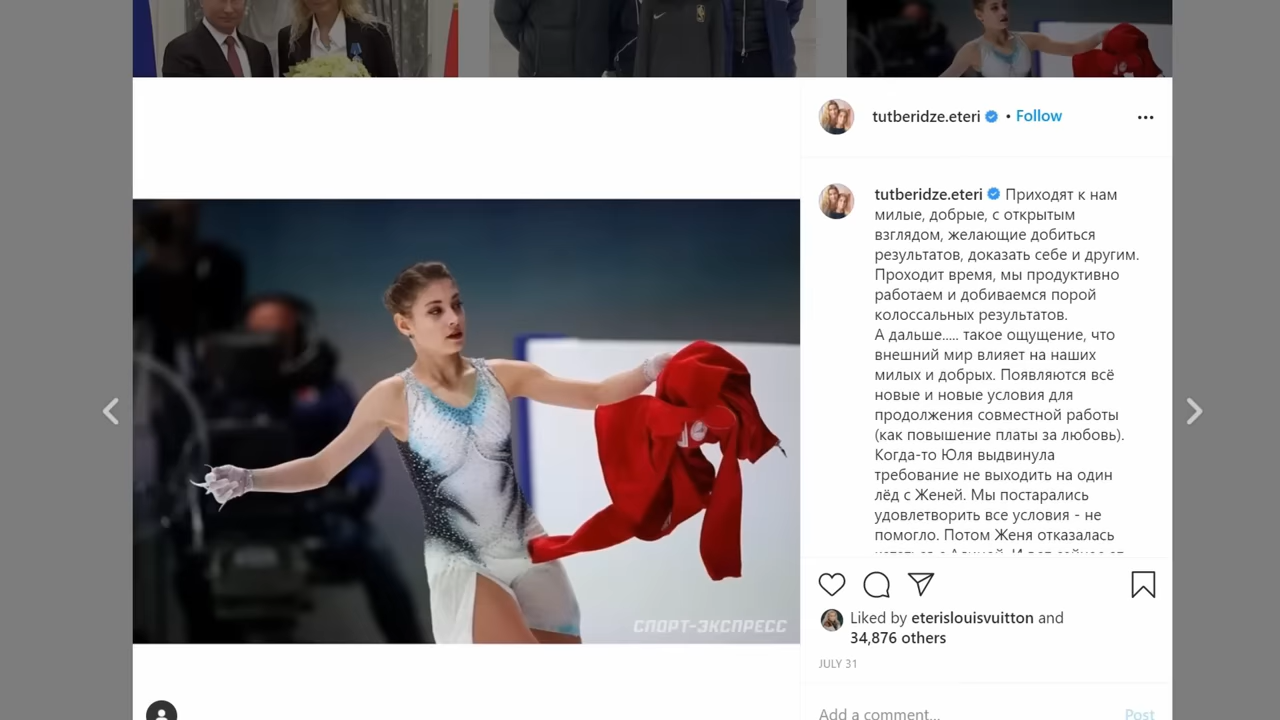 tutberidze.eteri • Follow
tutberidze.eteri Приходят к нам
милые, добрые, с открытым
взглядом, желающие добиться
результатов, доказать себе и другим.
Проходит время, мы продуктивно
работаем и добиваемся порой
колоссальных результатов.
А дальше..... такое ощущение, что
внешний мир влияет на наших
милых и добрых. Появляются всё
новые и новые условия для
продолжения совместной работы
(как повышение платы за любовь).
Когда-то Юля выдвинула
требование не выходить на один
лёд с Женей. Мы постарались
удовлетворить все условия - не
помогло. Потом Женя отказалась
СПОРТ-ЭКСПРЕСС
Liked by eterislouisvuitton and
34,876 others
JULY 31
Add a comment...
Post